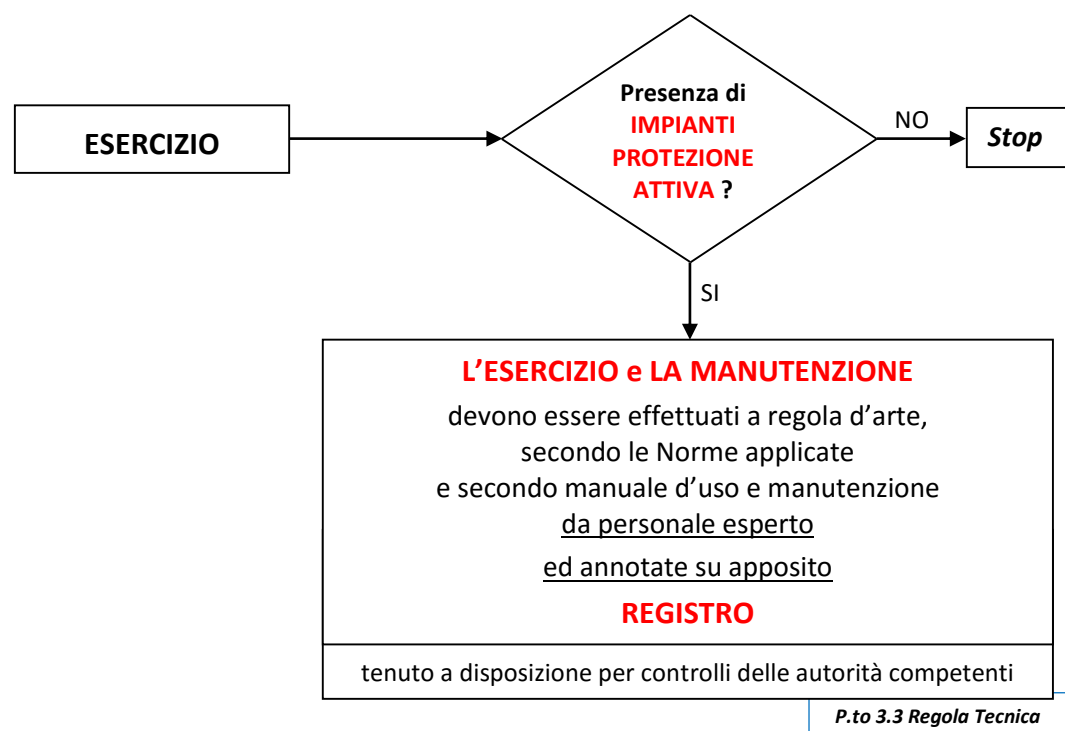 ESERCIZIO
Presenza di
IMPIANTI
PROTEZIONE
ATTIVA ?
NO
Stop
SI
L’ESERCIZIO e LA MANUTENZIONE
devono essere effettuati a regola d’arte,
secondo le Norme applicate
e secondo manuale d’uso e manutenzione
da personale esperto
ed annotate su apposito
REGISTRO
tenuto a disposizione per controlli delle autorità competenti
P.to 3.3 Regola Tecnica